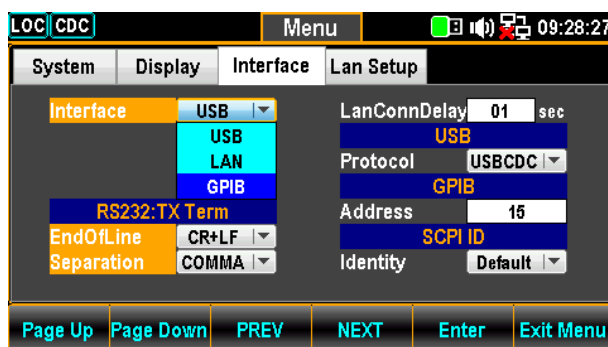 LOC CDC Menu 09:28:27
System Display Interface Lan Setup
Interface USB
USB
LAN
GPIB
RS232:TX Term
EndOfLine CR+LF
Separation COMMA
LanConnDelay 01 sec
USB
Protocol USBCDC
GPIB
Address 15
SCPI ID
Identity Default
Page Up Page Down PREV NEXT Enter Exit Menu